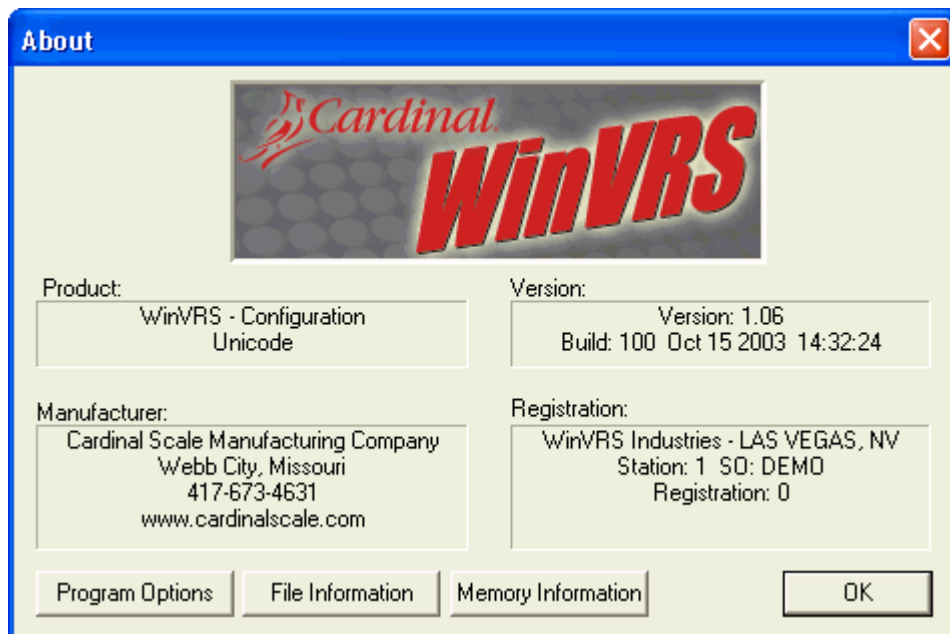 About
Cardinal
WinVRS
Product:
WinVRS - Configuration
Unicode
Version:
Version: 1.06
Build: 100  Oct 15 2003  14:32:24
Manufacturer:
Cardinal Scale Manufacturing Company
Webb City, Missouri
417-673-4631
www.cardinalscale.com
Registration:
WinVRS Industries - LAS VEGAS, NV
Station: 1  SO: DEMO
Registration: 0
Program Options
File Information
Memory Information
OK